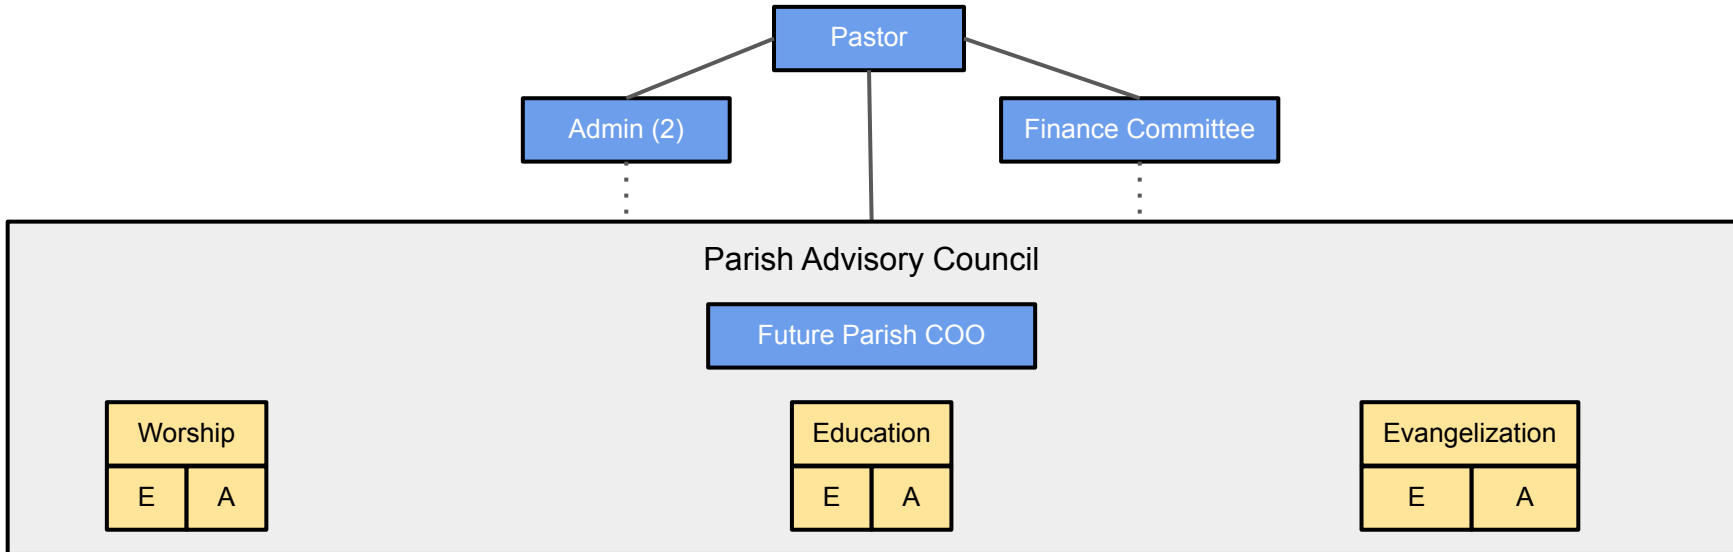 Pastor
Admin (2)
Finance Committee
Parish Advisory Council
Future Parish COO
Worship
Education
Evangelization
E A
E A
E A